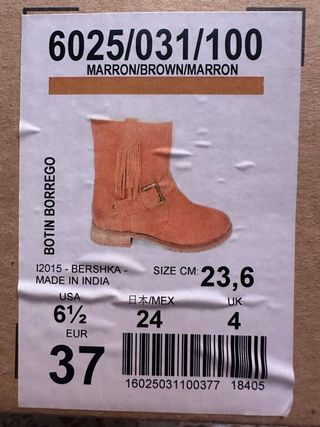 6025/031/100
MARRON/BROWN/MARRON
BOTIN BORREGO
I2015 - BERSHKA -
MADE IN INDIA
SIZE CM: 23,6
USA 日本/MEX UK
6½ 24 4
EUR
37
16025031100377 18405